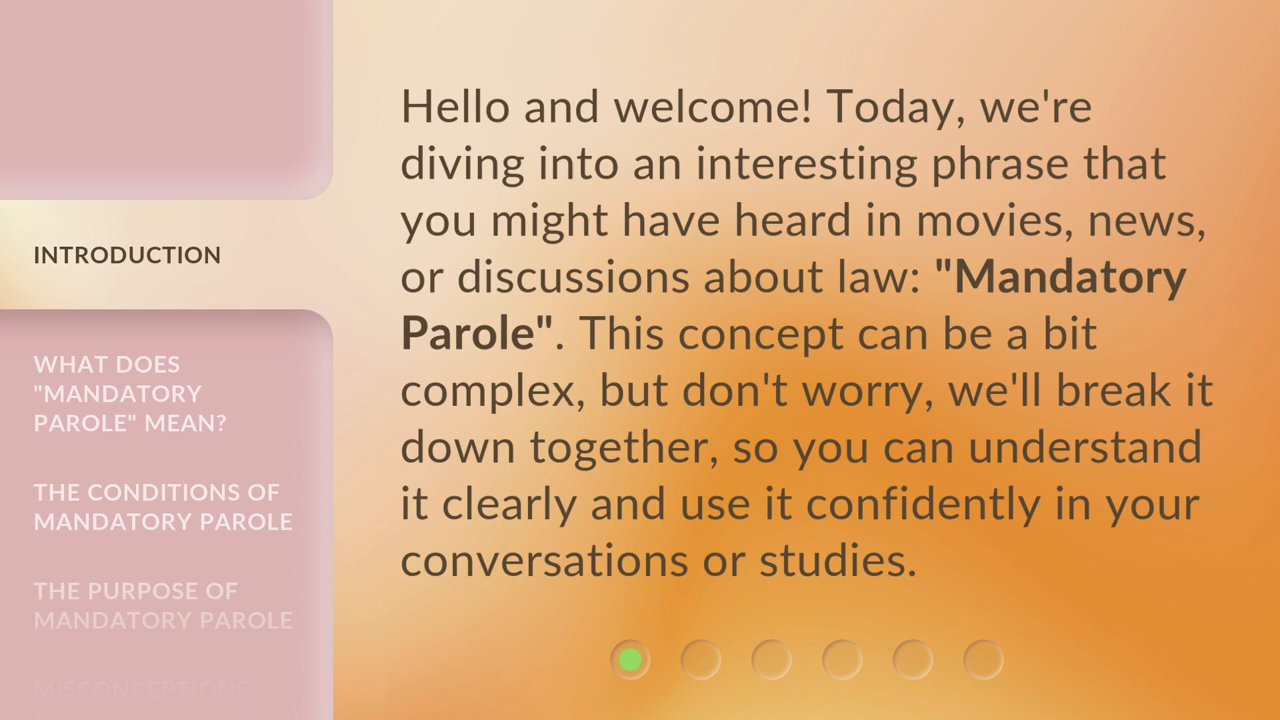 INTRODUCTION
WHAT DOES
"MANDATORY
PAROLE" MEAN?
THE CONDITIONS OF
MANDATORY PAROLE
THE PURPOSE OF
MANDATORY PAROLE
MISCONCEPTIONS
Hello and welcome! Today, we're
diving into an interesting phrase that
you might have heard in movies, news,
or discussions about law: "Mandatory
Parole". This concept can be a bit
complex, but don't worry, we'll break it
down together, so you can understand
it clearly and use it confidently in your
conversations or studies.